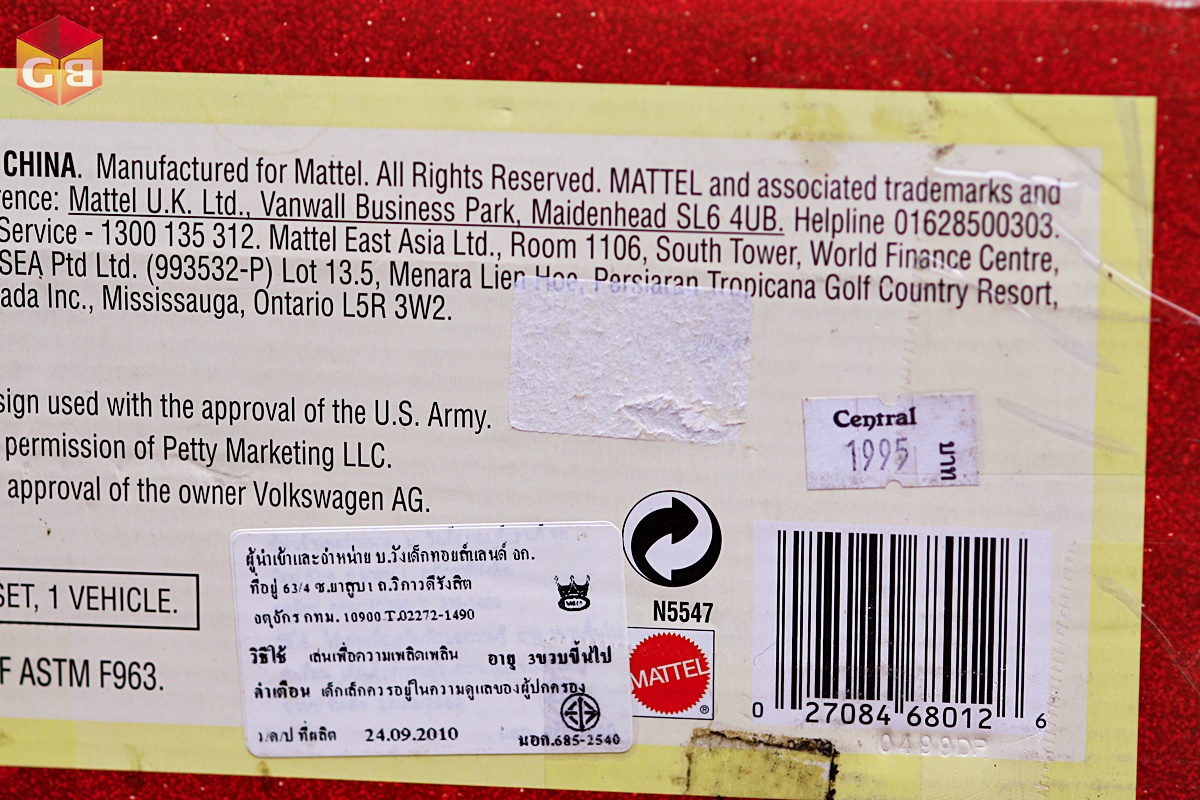 GB
CHINA. Manufactured for Mattel. All Rights Reserved. MATTEL and associated trademarks and
rence: Mattel U.K. Ltd., Vanwall Business Park, Maidenhead SL6 4UB. Helpline 01628500303.
Service - 1300 135 312. Mattel East Asia Ltd., Room 1106, South Tower, World Finance Centre,
SEA Ptd Ltd. (993532-P) Lot 13.5, Menara Lien Hoe, Persiaran Tropicana Golf Country Resort,
ada Inc., Mississauga, Ontario L5R 3W2.
sign used with the approval of the U.S. Army.
permission of Petty Marketing LLC.
approval of the owner Volkswagen AG.
Central
1995 บาท
SET, 1 VEHICLE.
F ASTM F963.
ผู้นำเข้าและจำหน่าย บ.วังเด็กทอยส์แลนด์ จก.
ที่อยู่ 63/4 ซ.ยาสูบ1 ถ.วิภาวดีรังสิต
จตุจักร กทม. 10900 T.02272-1490
วิธีใช้ เล่นเพื่อความเพลิดเพลิน อายุ 3ขวบขึ้นไป
คำเตือน เด็กเล็กควรอยู่ในความดูแลของผู้ปกครอง
ว/ด/ป ที่ผลิต 24.09.2010 มอก.685-2540
N5547
MATTEL
®
0 27084 68012 6
0499DP